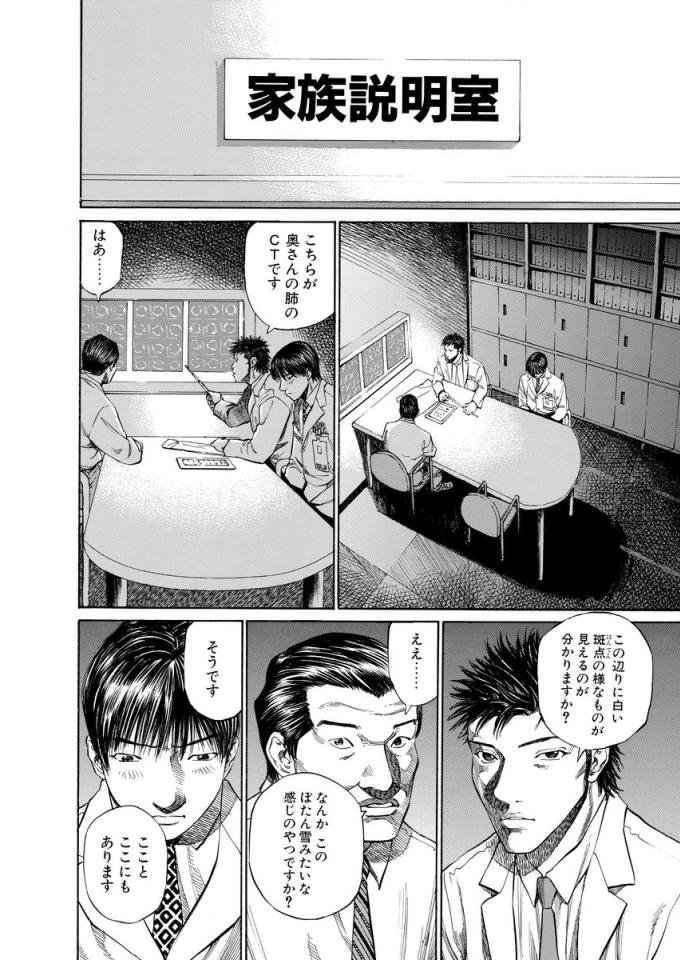 家族説明室
こちらが
奥さんの肺の
CTです
はあ……
この辺りに白い
斑点の様なものが
見えるのが
分かりますか?
はんてん
ええ……
なんか この
ぼたん雪みたいな
感じのやつですか?
そうです
ここと
ここにも
あります